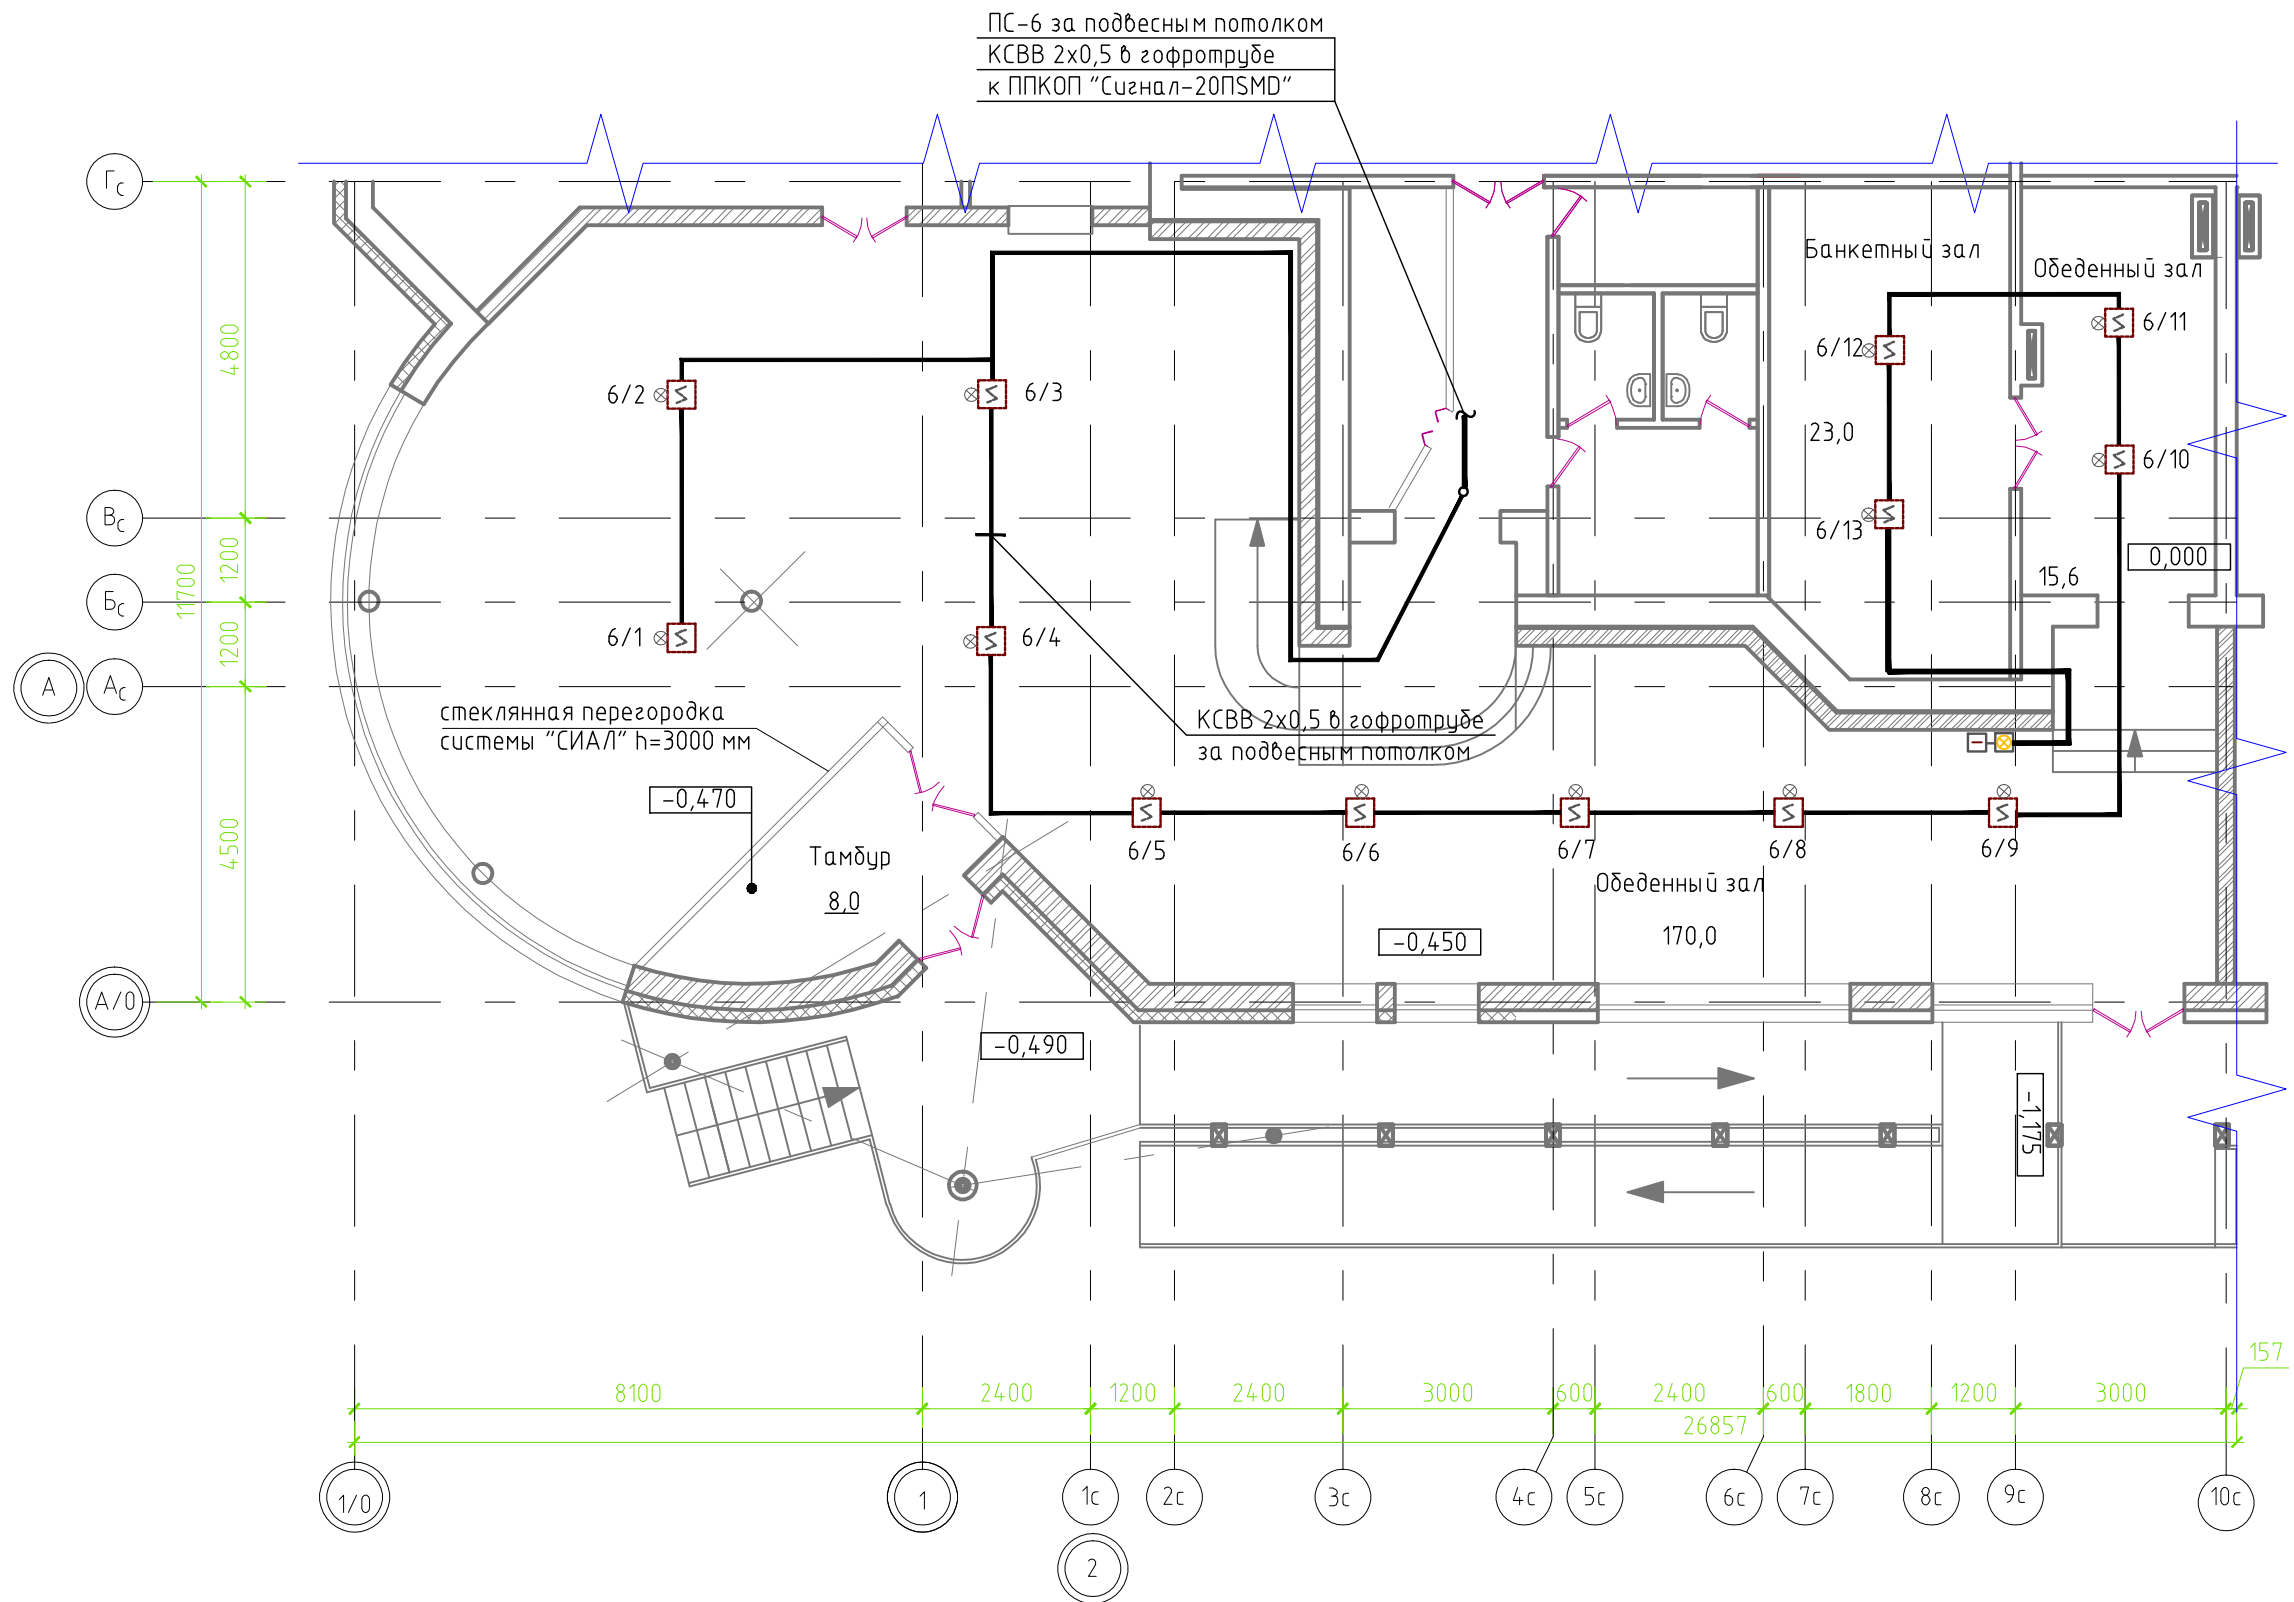 ПС-6 за подвесным потолком
КСВВ 2х0,5 в гофротрубе
к ППКОП "Сигнал-20ПSMD"
Гс
Вс
Бс
А
Ас
А/0
4800
1200
11700
1200
4500
Банкетный зал
Обеденный зал
6/11
6/12
6/2
6/3
23,0
6/10
6/13
0,000
15,6
6/1
6/4
стеклянная перегородка
системы "СИАЛ" h=3000 мм
КСВВ 2х0,5 в гофротрубе
за подвесным потолком
-0,470
Тамбур
8,0
6/5
6/6
6/7
6/8
6/9
Обеденный зал
170,0
-0,450
-0,490
-1,175
157
8100
2400
1200
2400
3000
600
2400
600
1800
1200
3000
26857
1/0
1
1с
2с
3с
4с
5с
6с
7с
8с
9с
10с
2